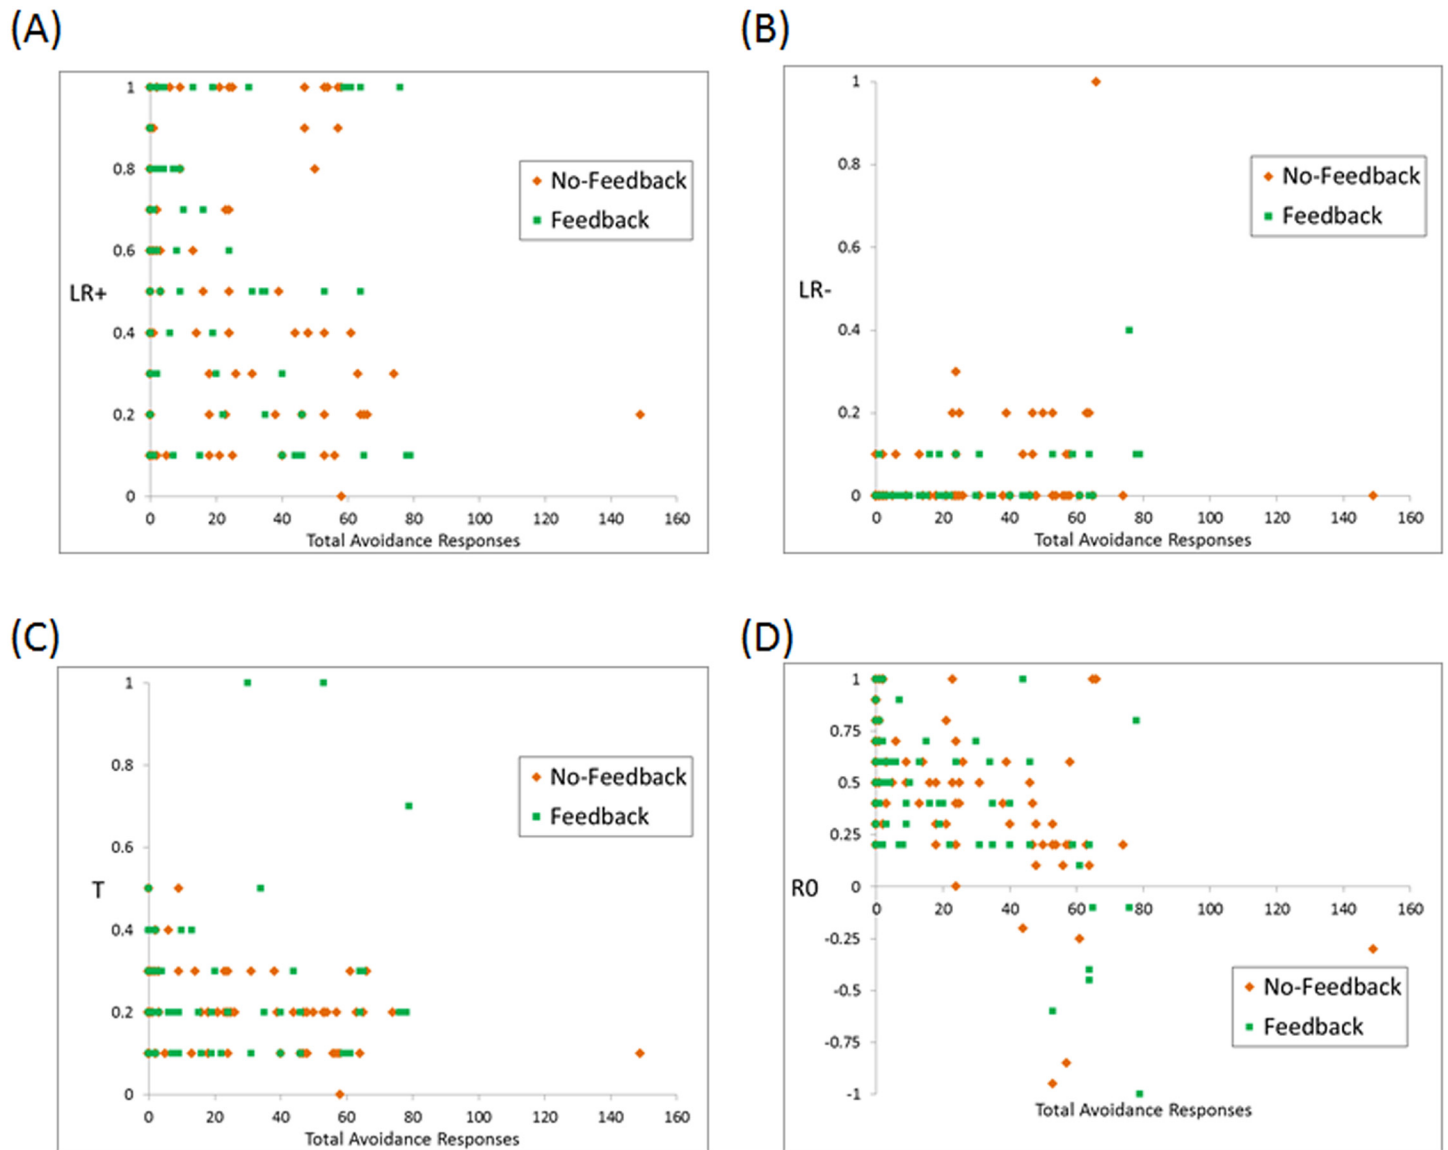 (A)
1
0.8
0.6
0.4
0.2
0
LR+
No-Feedback
Feedback
0 20 40 60 80 100 120 140 160
Total Avoidance Responses
(B)
1
0.8
0.6
0.4
0.2
0
LR-
No-Feedback
Feedback
0 20 40 60 80 100 120 140 160
Total Avoidance Responses
(C)
1
0.8
0.6
0.4
0.2
0
T
No-Feedback
Feedback
0 20 40 60 80 100 120 140 160
Total Avoidance Responses
(D)
1
0.75
0.5
0.25
0
-0.25
-0.5
-0.75
-1
R0
0 20 40 60 80 100 120 140 160
No-Feedback
Feedback
Total Avoidance Responses